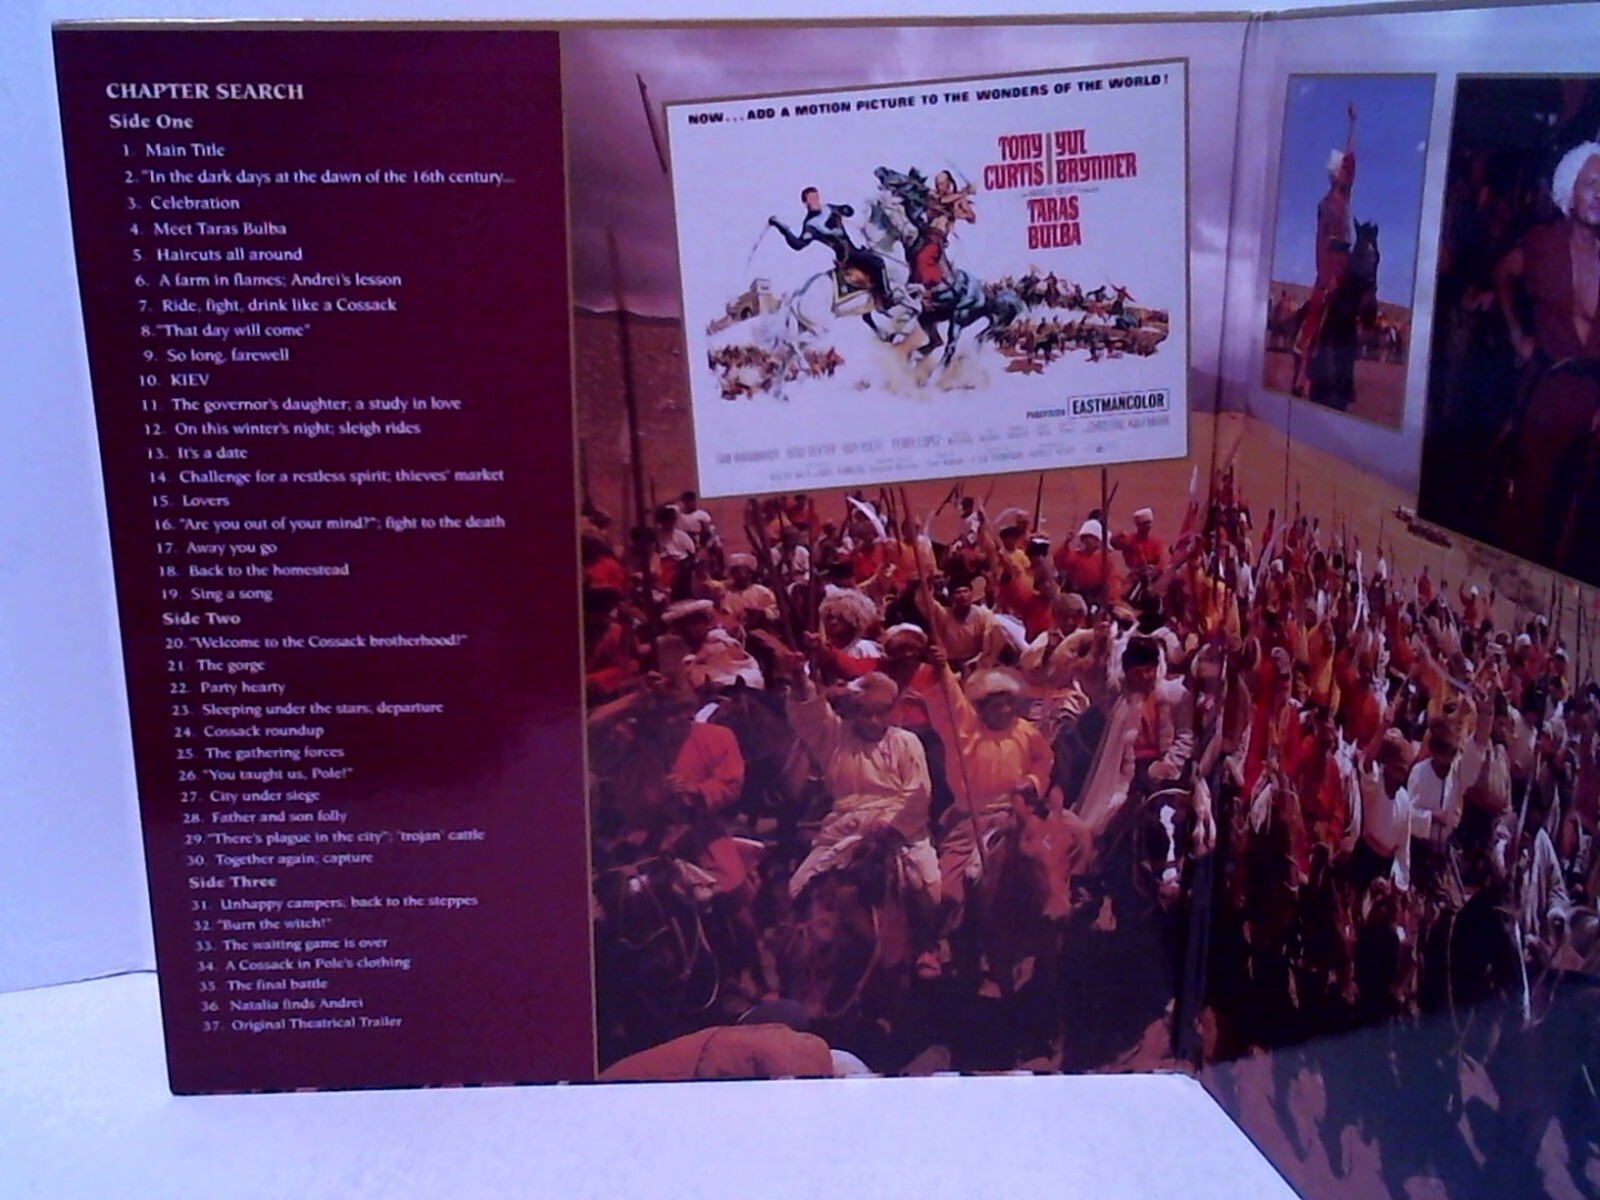 CHAPTER SEARCH
Side One
1. Main Title
2. "In the dark days at the dawn of the 16th century...
3. Celebration
4. Meet Taras Bulba
5. Haircuts all around
6. A farm in flames; Andrei's lesson
7. Ride, fight, drink like a Cossack
8. "That day will come"
9. So long, farewell
10. KIEV
11. The governor's daughter; a study in love
12. On this winter's night; sleigh rides
13. It's a date
14. Challenge for a restless spirit; thieves' market
15. Lovers
16. "Are you out of your mind?"; fight to the death
17. Away you go
18. Back to the homestead
19. Sing a song
Side Two
20. "Welcome to the Cossack brotherhood!"
21. The gorge
22. Party hearty
23. Sleeping under the stars; departure
24. Cossack roundup
25. The gathering forces
26. "You taught us, Pole!"
27. City under siege
28. Father and son folly
29. "There's plague in the city"; 'trojan' cattle
30. Together again; capture
Side Three
31. Unhappy campers; back to the steppes
32. "Burn the witch!"
33. The waiting game is over
34. A Cossack in Pole's clothing
35. The final battle
36. Natalia finds Andrei
37. Original Theatrical Trailer
NOW...ADD A MOTION PICTURE TO THE WONDERS OF THE WORLD!
TONY CURTIS YUL BRYNNER
TARAS
BULBA
PANAVISION EASTMANCOLOR
PERRY LOPEZ